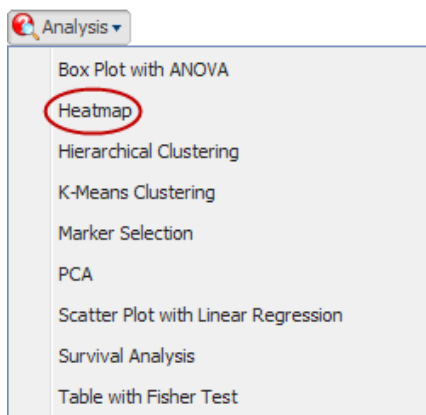 Analysis
Box Plot with ANOVA
Heatmap
Hierarchical Clustering
K-Means Clustering
Marker Selection
PCA
Scatter Plot with Linear Regression
Survival Analysis
Table with Fisher Test